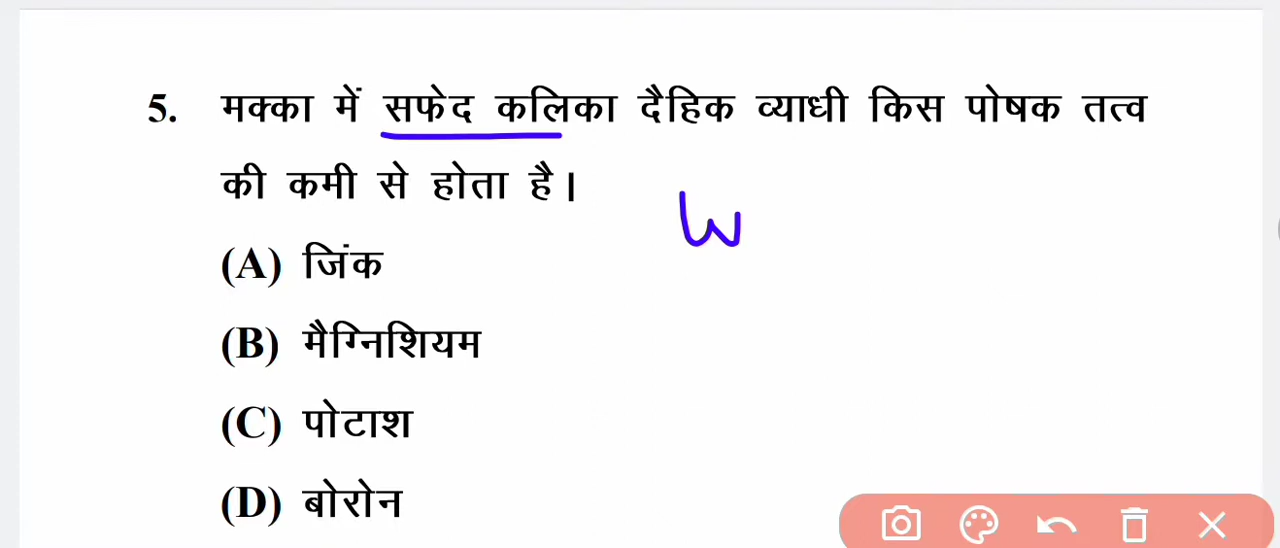 5. मक्का में सफेद कलिका दैहिक व्याधी किस पोषक तत्व
की कमी से होता है।
W
(A) जिंक
(B) मैग्निशियम
(C) पोटाश
(D) बोरोन